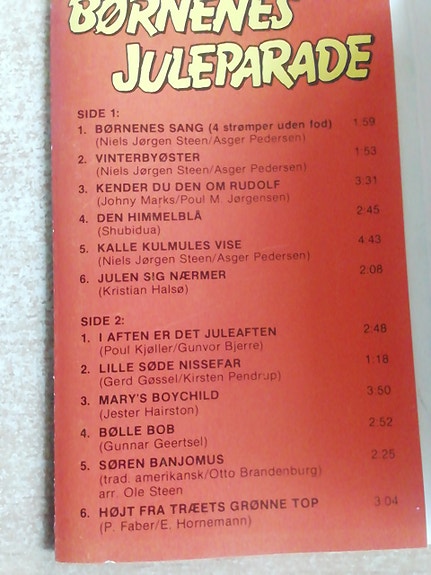 BØRNENES
JULEPARADE
SIDE 1:
1. BØRNENES SANG (4 strømper uden fod) 1:59
(Niels Jørgen Steen/Asger Pedersen)
2. VINTERBYØSTER 1:53
(Niels Jørgen Steen/Asger Pedersen)
3. KENDER DU DEN OM RUDOLF 3:31
(Johny Marks/Poul M. Jørgensen)
4. DEN HIMMELBLÅ 2:45
(Shubidua)
5. KALLE KULMULES VISE 4:43
(Niels Jørgen Steen/Asger Pedersen)
6. JULEN SIG NÆRMER 2:08
(Kristian Halsø)
SIDE 2:
1. I AFTEN ER DET JULEAFTEN 2:48
(Poul Kjøller/Gunvor Bjerre)
2. LILLE SØDE NISSEFAR 1:18
(Gerd Gøssel/Kirsten Pendrup)
3. MARY'S BOYCHILD 3:50
(Jester Hairston)
4. BØLLE BOB 2:52
(Gunnar Geertsel)
5. SØREN BANJOMUS 2:25
(trad. amerikansk/Otto Brandenburg)
arr. Ole Steen
6. HØJT FRA TRÆETS GRØNNE TOP 3:04
(P. Faber/E. Hornemann)